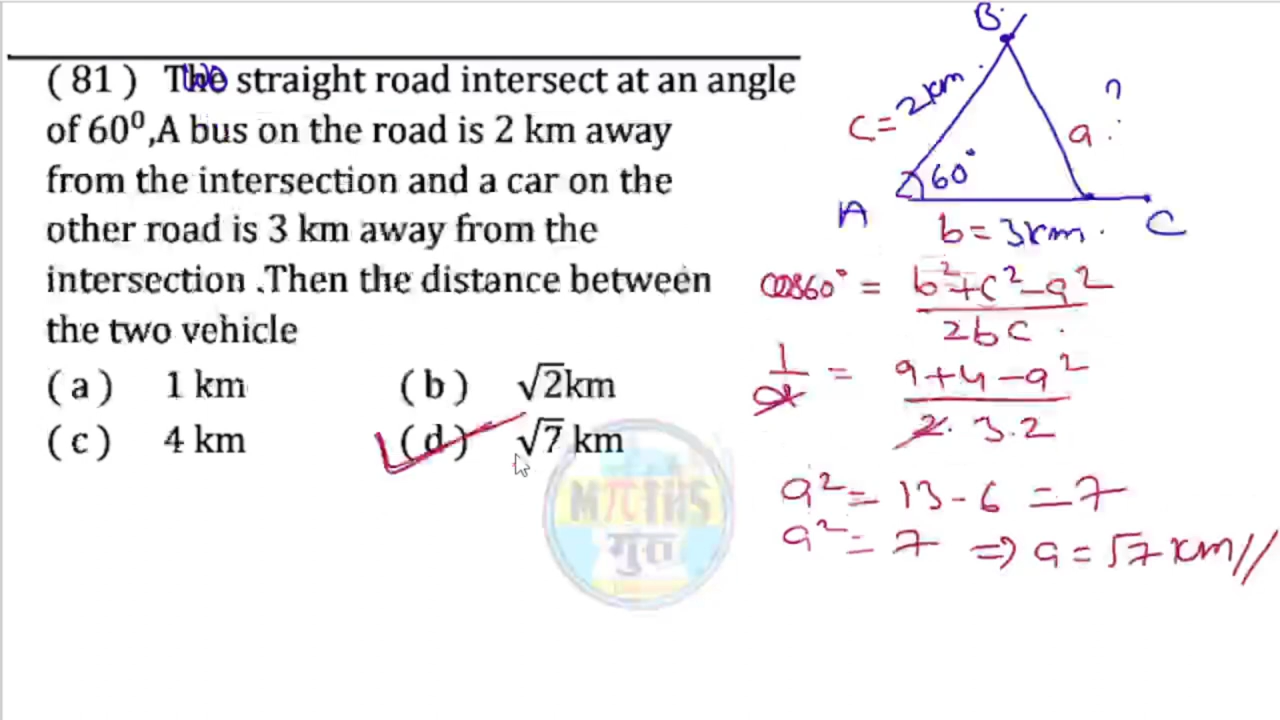 ( 81 ) Two straight road intersect at an angle
of 60⁰,A bus on the road is 2 km away
from the intersection and a car on the
other road is 3 km away from the
intersection .Then the distance between
the two vehicle
( a ) 1 km ( b ) √2km
( c ) 4 km ( d ) √7 km
MπTHS
गुरु
B
C = 2km
?
a
60°
A
b = 3km
C
cos60° = b²+c²-a² / 2bc
1/2 = 9+4-a² / 2·3·2
a² = 13-6 = 7
a² = 7 ⇒ a = √7 km//